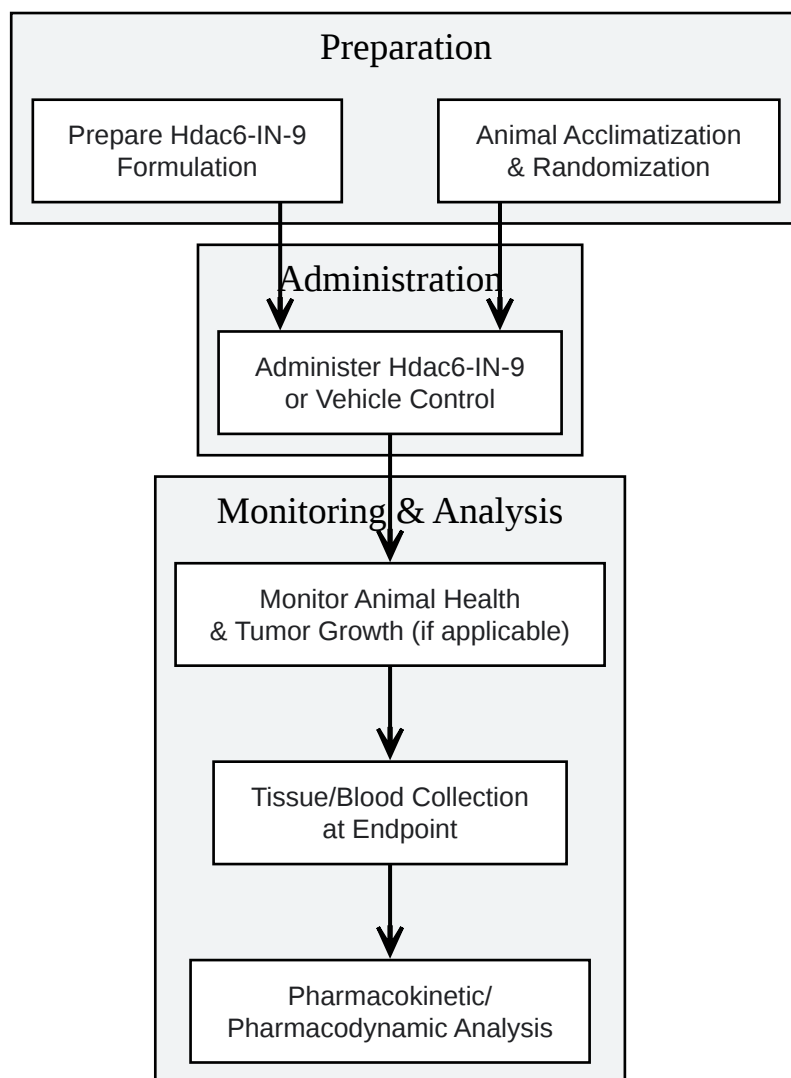 Preparation
Prepare Hdac6-IN-9
Formulation
Animal Acclimatization
& Randomization
Administration
Administer Hdac6-IN-9
or Vehicle Control
Monitoring & Analysis
Monitor Animal Health
& Tumor Growth (if applicable)
Tissue/Blood Collection
at Endpoint
Pharmacokinetic/
Pharmacodynamic Analysis